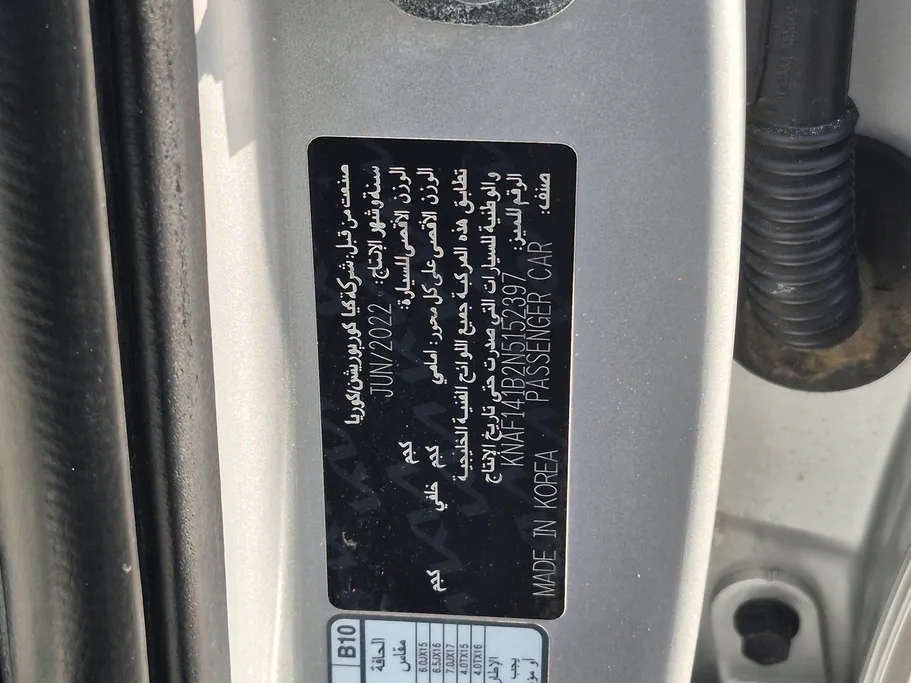 صنعت من قبل: شركة كيا كوربوريشن/كوريا
سنة وشهر الإنتاج: JUN/2022
الوزن الأقصى للسيارة: كجم
الوزن الأقصى على كل محور: امامي كجم خلفي كجم
تطابق هذه المركبة جميع اللوائح الفنية الخليجية
والوطنية للسيارات التي صدرت حتى تاريخ الإنتاج
الرقم المميز: KNAF141B2N5152397
صنف: PASSENGER CAR
MADE IN KOREA
B10
مقاس الحافة
6.0JX15
6.5JX16
7.0JX17
4.0TX15
4.0TX16
يجب